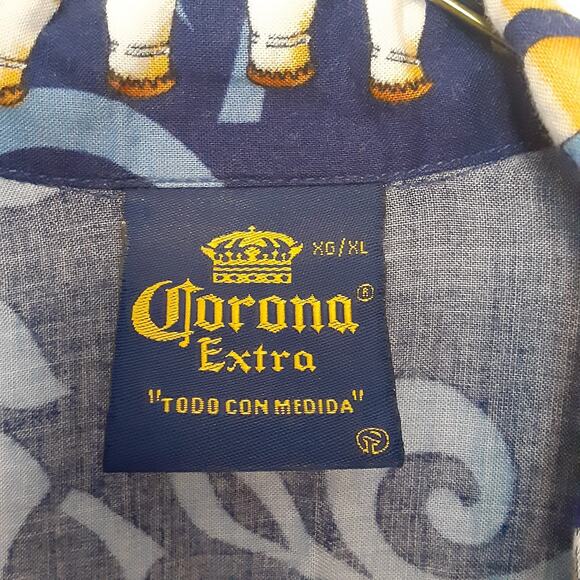 XG/XL
Corona®
Extra
"TODO CON MEDIDA"